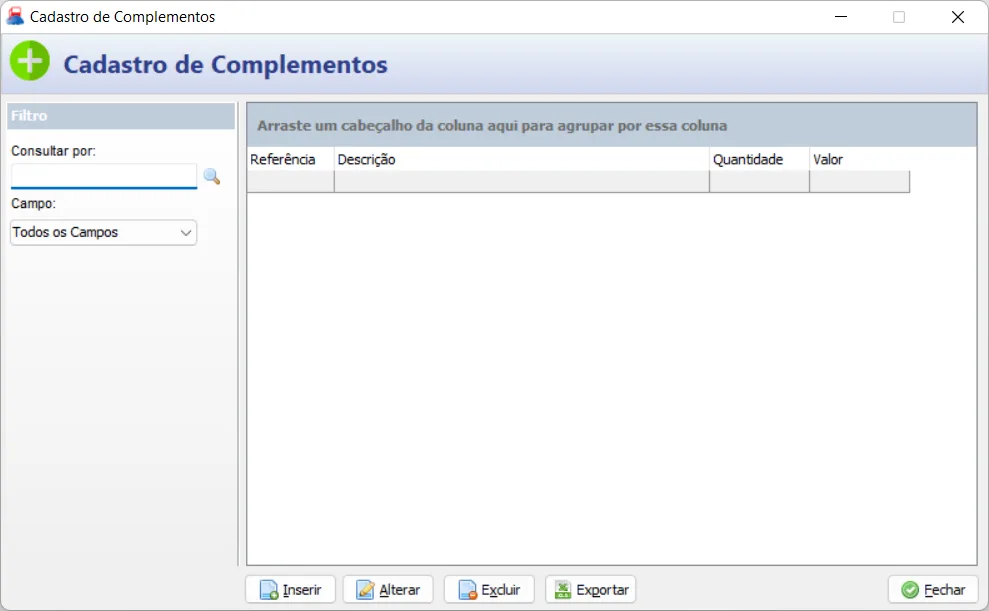 Cadastro de Complementos
Cadastro de Complementos
Filtro
Consultar por:
Campo:
Todos os Campos
Arraste um cabeçalho da coluna aqui para agrupar por essa coluna
Referência Descrição Quantidade Valor
Inserir Alterar Excluir Exportar Fechar